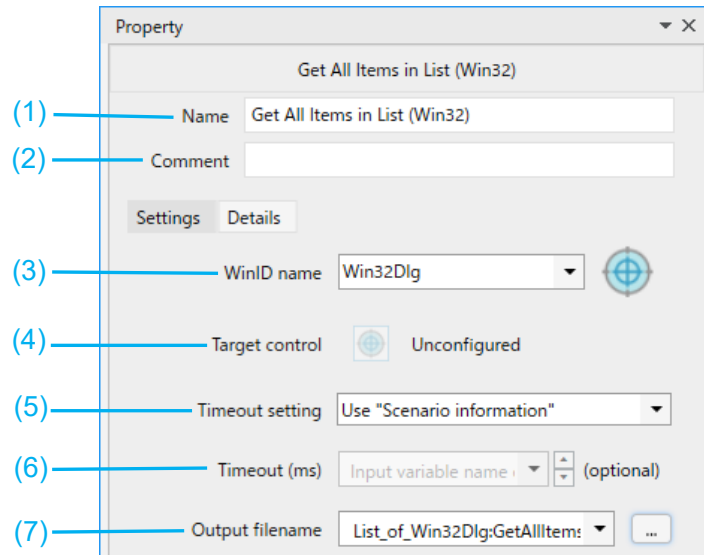 Property
Get All Items in List (Win32)
(1) Name Get All Items in List (Win32)
(2) Comment
Settings Details
(3) WinID name Win32Dlg
(4) Target control Unconfigured
(5) Timeout setting Use "Scenario information"
(6) Timeout (ms) Input variable name (optional)
(7) Output filename List_of_Win32Dlg:GetAllItems ...